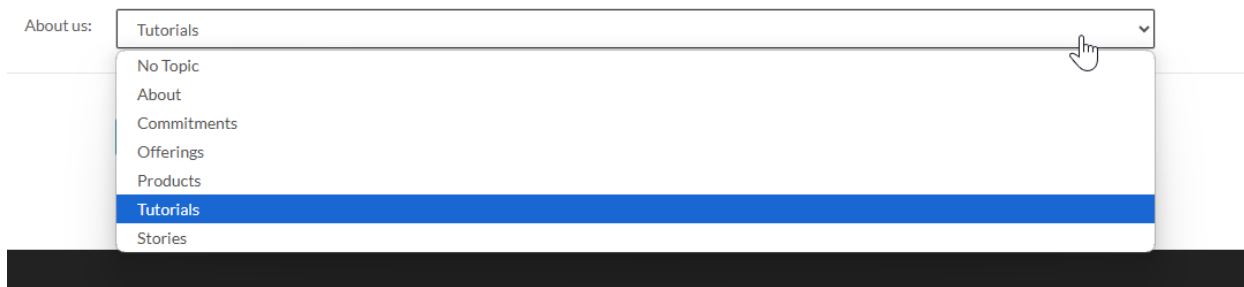 About us: Tutorials
No Topic
About
Commitments
Offerings
Products
Tutorials
Stories